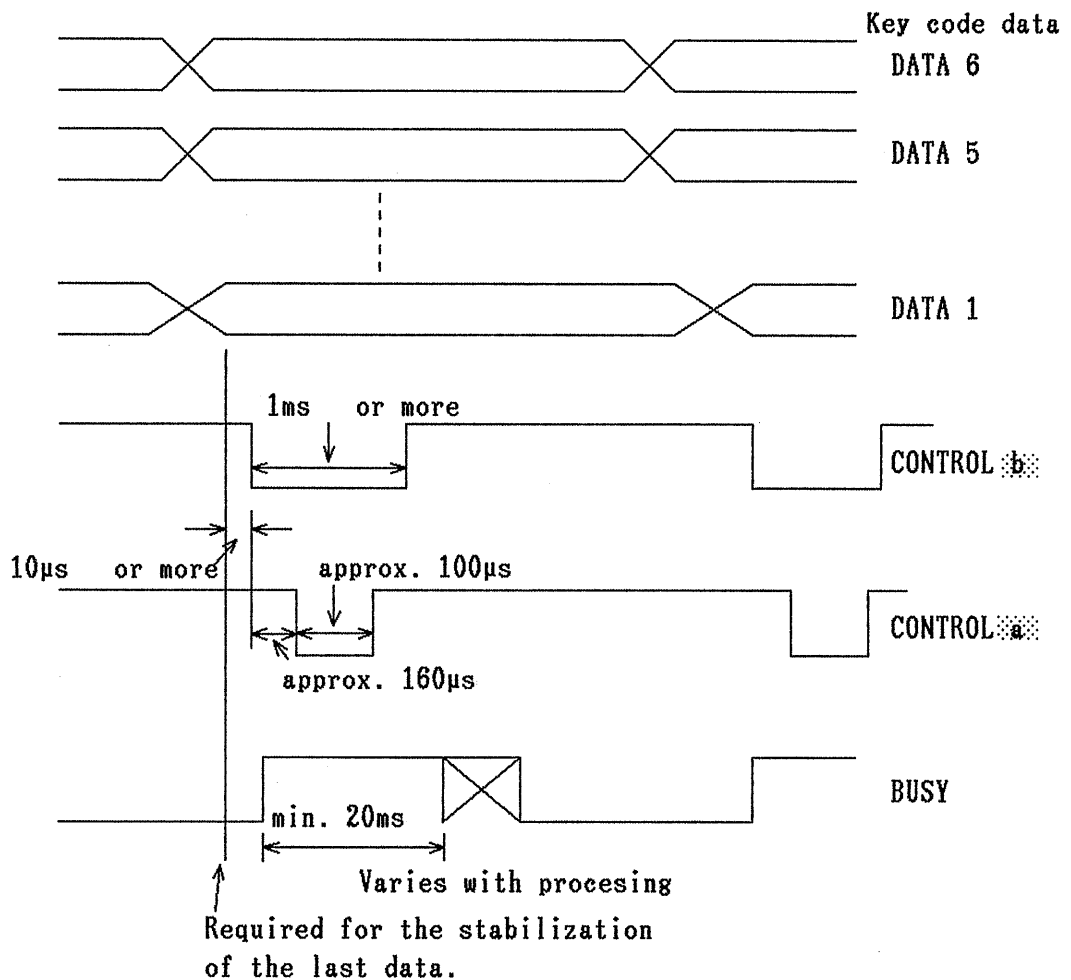 Key code data
DATA 6
DATA 5
DATA 1
1ms or more
CONTROL b
10μs or more
approx. 100μs
CONTROL a
approx. 160μs
BUSY
min. 20ms
Varies with procesing
Required for the stabilization
of the last data.